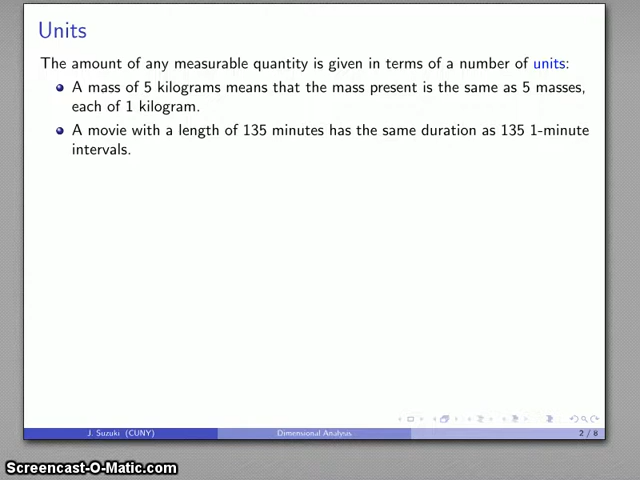 Units
The amount of any measurable quantity is given in terms of a number of units:
A mass of 5 kilograms means that the mass present is the same as 5 masses,
each of 1 kilogram.
A movie with a length of 135 minutes has the same duration as 135 1-minute
intervals.
J. Suzuki (CUNY) Dimensional Analysis 2 / 8
Screencast-O-Matic.com